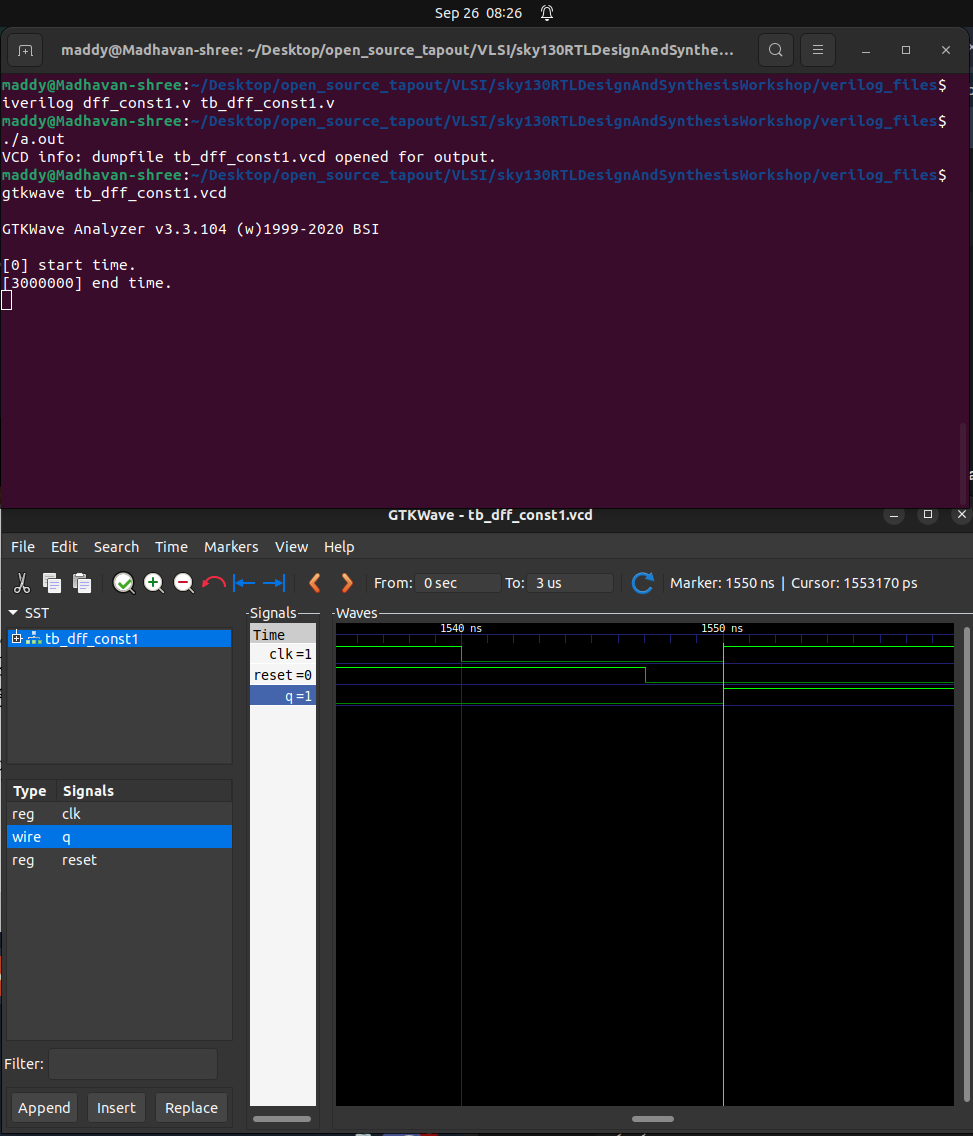 Sep 26 08:26
maddy@Madhavan-shree: ~/Desktop/open_source_tapout/VLSI/sky130RTLDesignAndSynthe...
maddy@Madhavan-shree:~/Desktop/open_source_tapout/VLSI/sky130RTLDesignAndSynthesisWorkshop/verilog_files$
iverilog dff_const1.v tb_dff_const1.v
maddy@Madhavan-shree:~/Desktop/open_source_tapout/VLSI/sky130RTLDesignAndSynthesisWorkshop/verilog_files$
./a.out
VCD info: dumpfile tb_dff_const1.vcd opened for output.
maddy@Madhavan-shree:~/Desktop/open_source_tapout/VLSI/sky130RTLDesignAndSynthesisWorkshop/verilog_files$
gtkwave tb_dff_const1.vcd
GTKWave Analyzer v3.3.104 (w)1999-2020 BSI
[0] start time.
[3000000] end time.
GTKWave - tb_dff_const1.vcd
File Edit Search Time Markers View Help
From: 0 sec To: 3 us Marker: 1550 ns | Cursor: 1553170 ps
SST
tb_dff_const1
Type Signals
reg clk
wire q
reg reset
Filter:
Append Insert Replace
Signals
Time
clk=1
reset=0
q=1
Waves
1540 ns 1550 ns